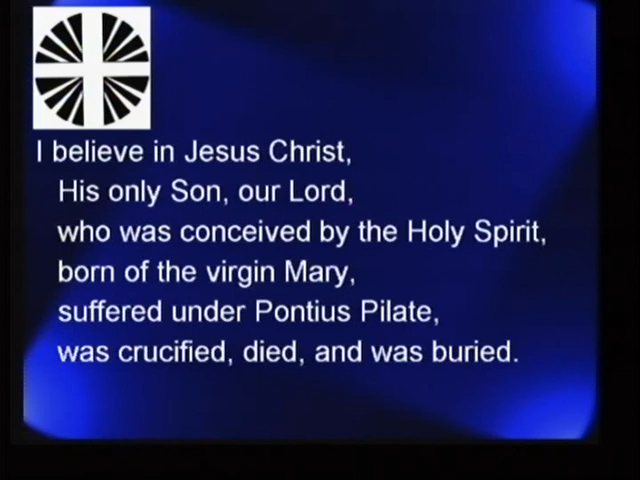 I believe in Jesus Christ,
His only Son, our Lord,
who was conceived by the Holy Spirit,
born of the virgin Mary,
suffered under Pontius Pilate,
was crucified, died, and was buried.